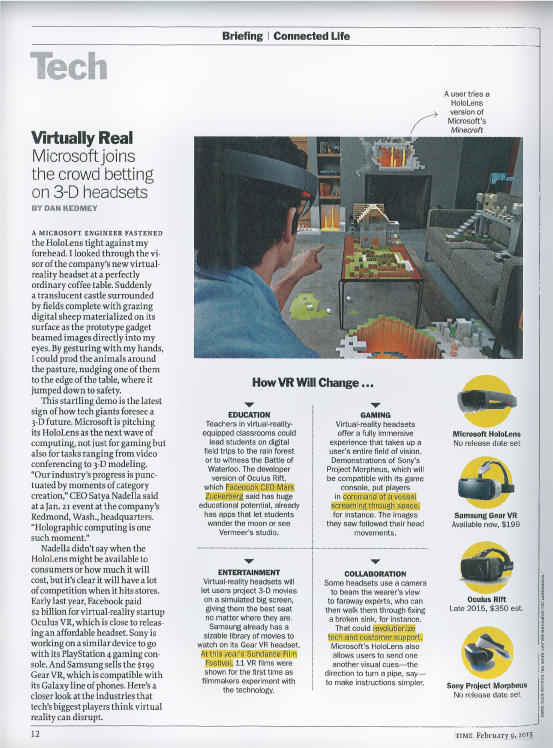 Briefing | Connected Life
Tech
A user tries a
HoloLens
version of
Microsoft's
Minecraft
Virtually Real
Microsoft joins
the crowd betting
on 3-D headsets
BY DAN KEDMEY
A MICROSOFT ENGINEER FASTENED
the HoloLens tight against my
forehead. I looked through the vi-
sor of the company's new virtual-
reality headset at a perfectly
ordinary coffee table. Suddenly
a translucent castle surrounded
by fields complete with grazing
digital sheep materialized on its
surface as the prototype gadget
beamed images directly into my
eyes. By gesturing with my hands,
I could prod the animals around
the pasture, nudging one of them
to the edge of the table, where it
jumped down to safety.
This startling demo is the latest
sign of how tech giants foresee a
3-D future. Microsoft is pitching
its HoloLens as the next wave of
computing, not just for gaming but
also for tasks ranging from video
conferencing to 3-D modeling.
"Our industry's progress is punc-
tuated by moments of category
creation," CEO Satya Nadella said
at a Jan. 21 event at the company's
Redmond, Wash., headquarters.
"Holographic computing is one
such moment."
Nadella didn't say when the
HoloLens might be available to
consumers or how much it will
cost, but it's clear it will have a lot
of competition when it hits stores.
Early last year, Facebook paid
$2 billion for virtual-reality startup
Oculus VR, which is close to releas-
ing an affordable headset. Sony is
working on a similar device to go
with its PlayStation 4 gaming con-
sole. And Samsung sells the $199
Gear VR, which is compatible with
its Galaxy line of phones. Here's a
closer look at the industries that
tech's biggest players think virtual
reality can disrupt.
How VR Will Change ...
EDUCATION
Teachers in virtual-reality-
equipped classrooms could
lead students on digital
field trips to the rain forest
or to witness the Battle of
Waterloo. The developer
version of Oculus Rift,
which Facebook CEO Mark
Zuckerberg said has huge
educational potential, already
has apps that let students
wander the moon or see
Vermeer's studio.
GAMING
Virtual-reality headsets
offer a fully immersive
experience that takes up a
user's entire field of vision.
Demonstrations of Sony's
Project Morpheus, which will
be compatible with its game
console, put players
in command of a vessel
screaming through space,
for instance. The images
they saw followed their head
movements.
ENTERTAINMENT
Virtual-reality headsets will
let users project 3-D movies
on a simulated big screen,
giving them the best seat
no matter where they are.
Samsung already has a
sizable library of movies to
watch on its Gear VR headset.
At this year's Sundance Film
Festival, 11 VR films were
shown for the first time as
filmmakers experiment with
the technology.
COLLABORATION
Some headsets use a camera
to beam the wearer's view
to faraway experts, who can
then walk them through fixing
a broken sink, for instance.
That could revolutionize
tech and customer support.
Microsoft's HoloLens also
allows users to send one
another visual cues—the
direction to turn a pipe, say—
to make instructions simpler.
Microsoft HoloLens
No release date set
Samsung Gear VR
Available now, $199
Oculus Rift
Late 2015, $350 est.
Sony Project Morpheus
No release date set
12
TIME February 9, 2015